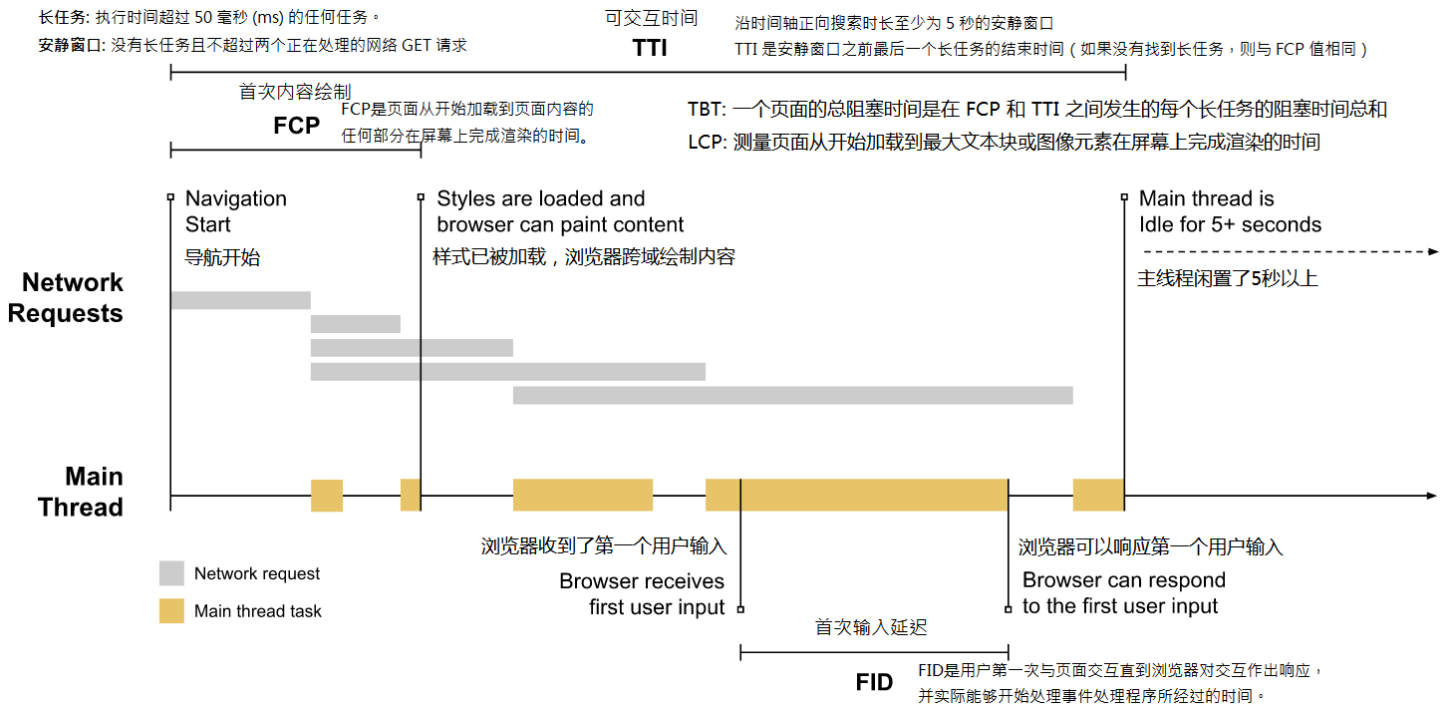 长任务: 执行时间超过 50 毫秒 (ms) 的任何任务。
安静窗口: 没有长任务且不超过两个正在处理的网络 GET 请求
可交互时间
TTI
沿时间轴正向搜索时长至少为 5 秒的安静窗口
TTI 是安静窗口之前最后一个长任务的结束时间（如果没有找到长任务，则与 FCP 值相同）
首次内容绘制
FCP
FCP是页面从开始加载到页面内容的
任何部分在屏幕上完成渲染的时间。
TBT: 一个页面的总阻塞时间是在 FCP 和 TTI 之间发生的每个长任务的阻塞时间总和
LCP: 测量页面从开始加载到最大文本块或图像元素在屏幕上完成渲染的时间
Navigation
Start
导航开始
Styles are loaded and
browser can paint content
样式已被加载，浏览器跨域绘制内容
Main thread is
Idle for 5+ seconds
主线程闲置了5秒以上
Network
Requests
Main
Thread
浏览器收到了第一个用户输入
Browser receives
first user input
浏览器可以响应第一个用户输入
Browser can respond
to the first user input
Network request
Main thread task
首次输入延迟
FID
FID是用户第一次与页面交互直到浏览器对交互作出响应，
并实际能够开始处理事件处理程序所经过的时间。